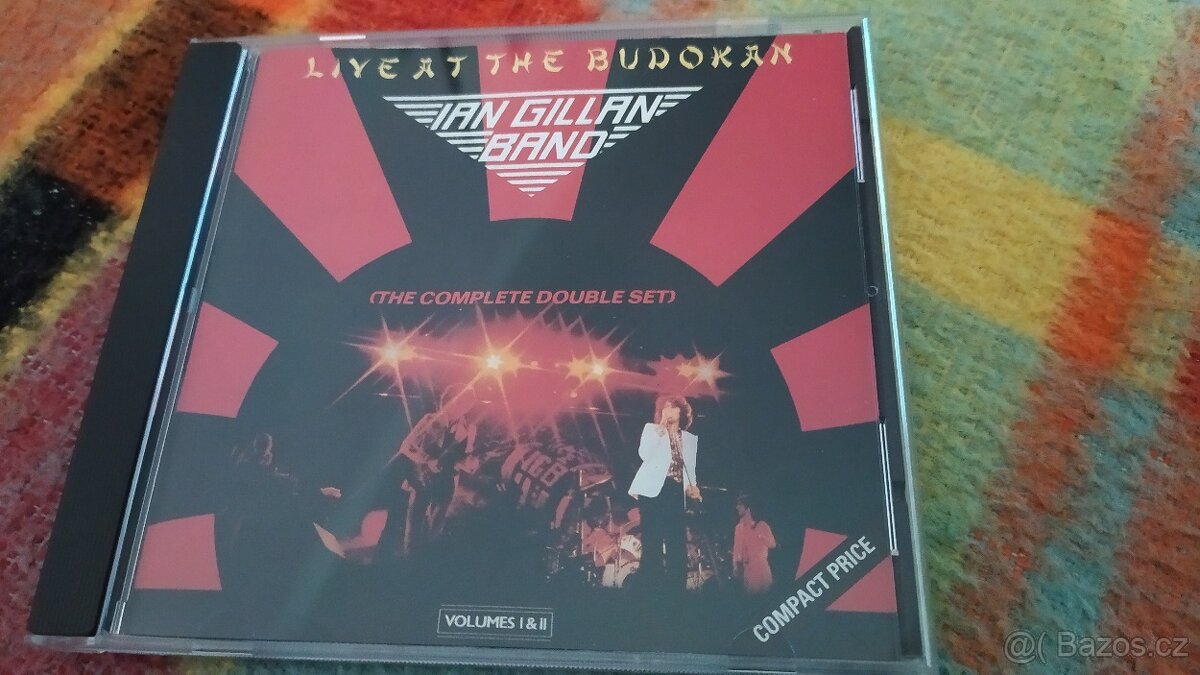 LIVE AT THE BUDOKAN
IAN GILLAN
BAND
(THE COMPLETE DOUBLE SET)
VOLUMES I & II
COMPACT PRICE
@( Bazos.cz